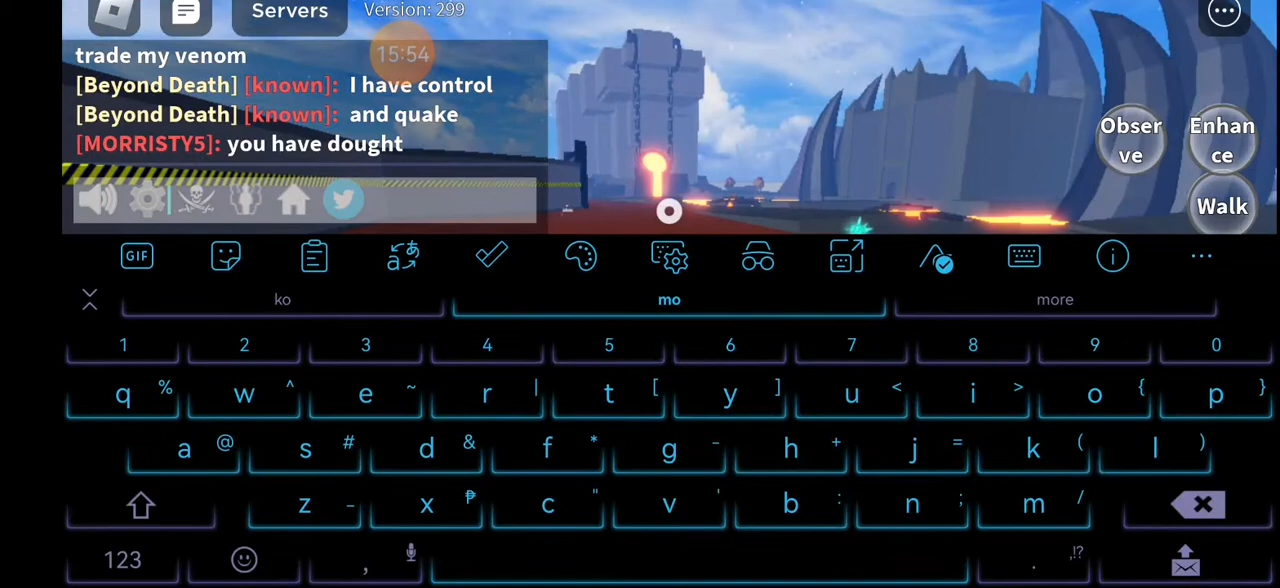 Servers
Version: 299
trade my venom
15:54
[Beyond Death] [known]: I have control
[Beyond Death] [known]: and quake
[MORRISTY5]: you have dought
Obser
ve
Enhan
ce
Walk
GIF
ko mo more
1 2 3 4 5 6 7 8 9 0
q % w ^ e ~ r | t [ y ] u < i > o { p }
a @ s # d & f * g - h + j = k ( l )
z _ x ₱ c " v ' b : n ; m /
123 , . ,!?